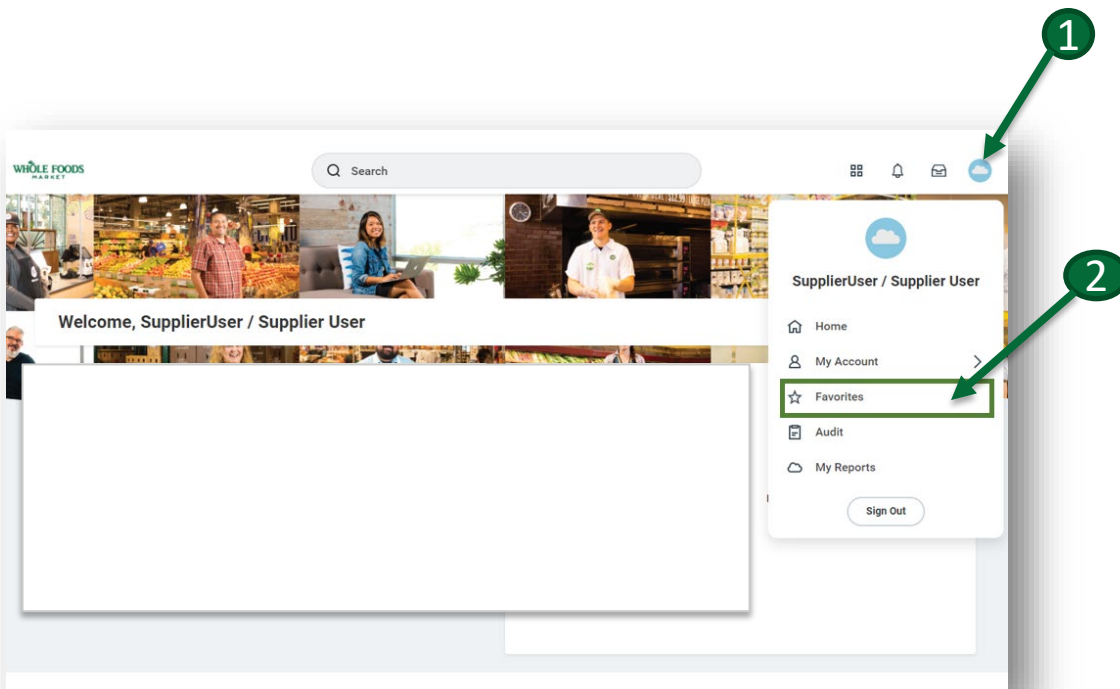 1
WHOLE FOODS
MARKET
Search
SupplierUser / Supplier User
2
Welcome, SupplierUser / Supplier User
Home
My Account
Favorites
Audit
My Reports
Sign Out